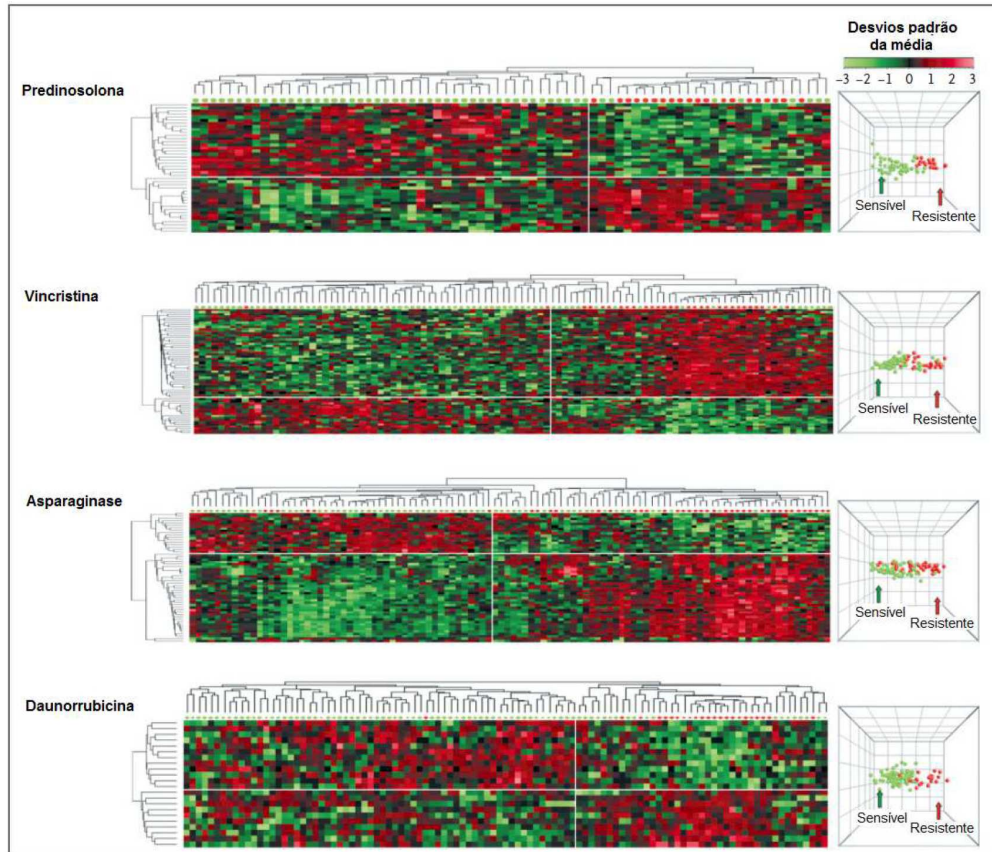 Desvios padrão
da média
−3 −2 −1 0 1 2 3
Predinosolona
Sensível
Resistente
Vincristina
Sensível
Resistente
Asparaginase
Sensível
Resistente
Daunorrubicina
Sensível
Resistente